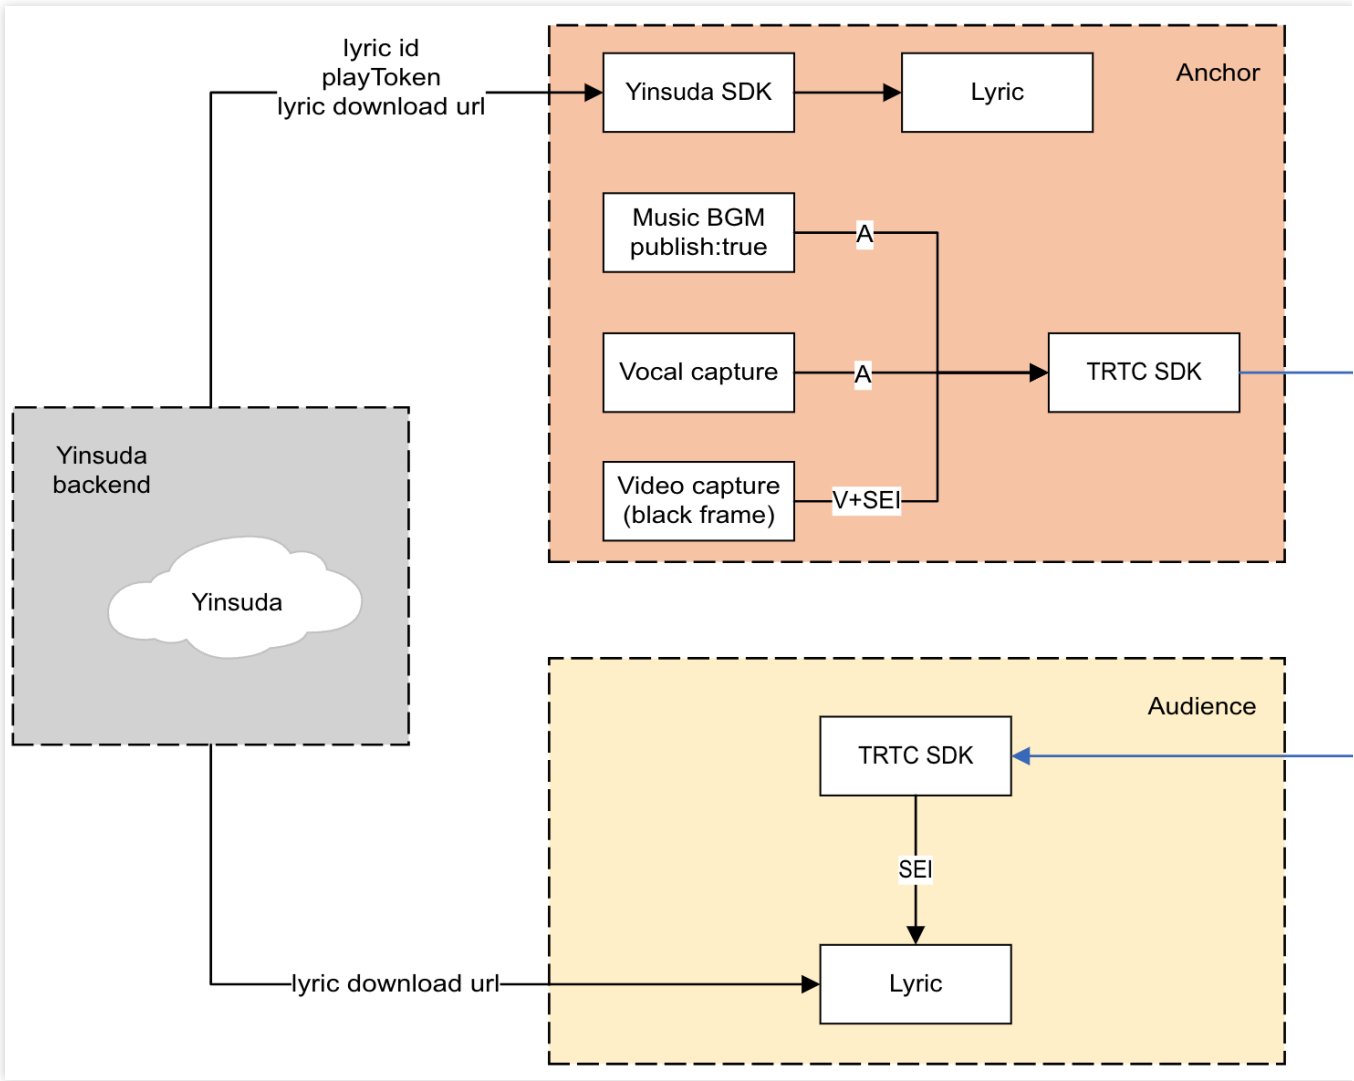 lyric id
playToken
lyric download url
Anchor
Yinsuda SDK
Lyric
Music BGM
publish:true
A
Vocal capture
A
TRTC SDK
Video capture
(black frame)
V+SEI
Yinsuda
backend
Yinsuda
Audience
TRTC SDK
SEI
lyric download url
Lyric